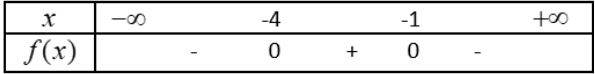 x -∞ -4 -1 +∞
f(x) - 0 + 0 -